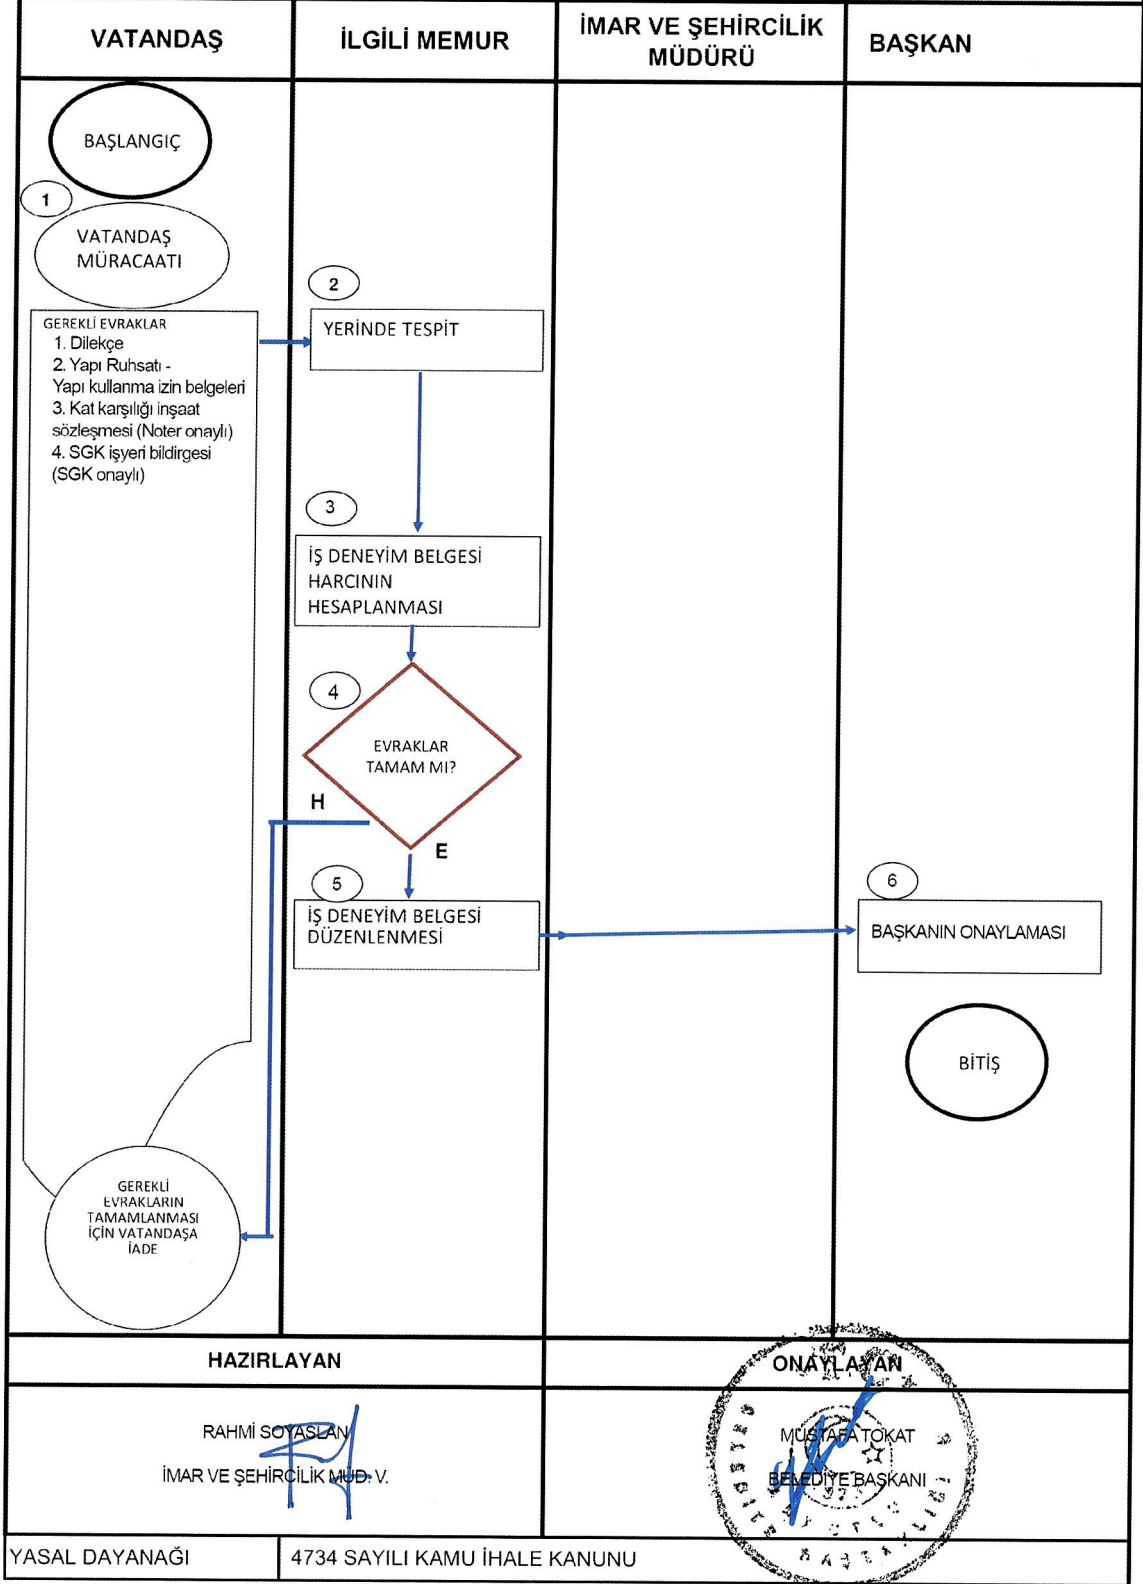 VATANDAŞ
İLGİLİ MEMUR
İMAR VE ŞEHİRCİLİK
MÜDÜRÜ
BAŞKAN
BAŞLANGIÇ
1
VATANDAŞ
MÜRACAATI
GEREKLİ EVRAKLAR
1. Dilekçe
2. Yapı Ruhsatı -
Yapı kullanma izin belgeleri
3. Kat karşılığı inşaat
sözleşmesi (Noter onaylı)
4. SGK işyeri bildirgesi
(SGK onaylı)
2
YERİNDE TESPİT
3
İŞ DENEYİM BELGESİ
HARCININ
HESAPLANMASI
4
EVRAKLAR
TAMAM MI?
H
E
5
İŞ DENEYİM BELGESİ
DÜZENLENMESİ
6
BAŞKANIN ONAYLAMASI
BİTİŞ
GEREKLİ
EVRAKLARIN
TAMAMLANMASI
İÇİN VATANDAŞA
İADE
HAZIRLAYAN
ONAYLAYAN
RAHMİ SOYASLAN
İMAR VE ŞEHİRCİLİK MÜD. V.
MUSTAFA TOKAT
BELEDİYE BAŞKANI
YASAL DAYANAĞI
4734 SAYILI KAMU İHALE KANUNU